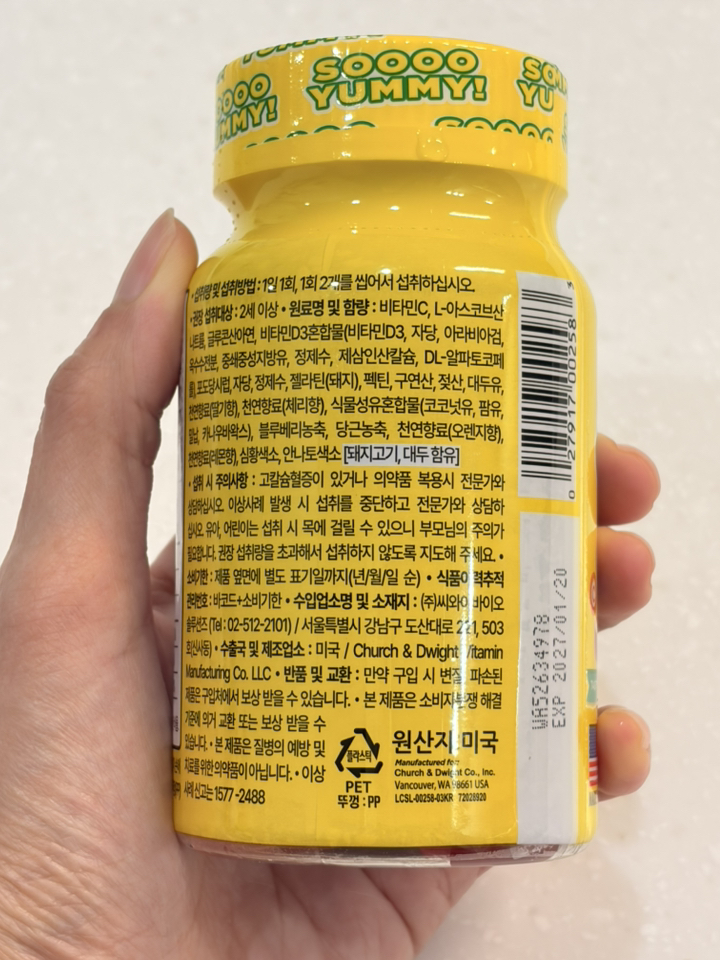 SOOOO
YUMMY!
• 섭취량 및 섭취방법 : 1일 1회, 1회 2개를 씹어서 섭취하십시오.
• 권장 섭취대상 : 2세 이상 • 원료명 및 함량 : 비타민C, L-아스코브산
나트륨, 글루콘산아연, 비타민D3혼합물(비타민D3, 자당, 아라비아검,
옥수수전분, 중쇄중성지방유, 정제수, 제삼인산칼슘, DL-알파토코페
롤), 포도당시럽, 자당, 정제수, 젤라틴(돼지), 펙틴, 구연산, 젖산, 대두유,
천연향료(딸기향), 천연향료(체리향), 식물성유혼합물(코코넛유, 팜유,
밀납, 카나우바왁스), 블루베리농축, 당근농축, 천연향료(오렌지향),
천연향료(레몬향), 심황색소, 안나토색소 [돼지고기, 대두 함유]
• 섭취 시 주의사항 : 고칼슘혈증이 있거나 의약품 복용시 전문가와
상담하십시오. 이상사례 발생 시 섭취를 중단하고 전문가와 상담하
십시오. 유아, 어린이는 섭취 시 목에 걸릴 수 있으니 부모님의 주의가
필요합니다. 권장 섭취량을 초과해서 섭취하지 않도록 지도해 주세요. •
소비기한 : 제품 옆면에 별도 표기일까지(년/월/일 순) • 식품이력추적
관리번호 : 바코드+소비기한 • 수입업소명 및 소재지 : (주)씨와이바이오
솔루션즈 (Tel : 02-512-2101) / 서울특별시 강남구 도산대로 221, 503
호(신사동) • 수출국 및 제조업소 : 미국 / Church & Dwight Vitamin
Manufacturing Co. LLC • 반품 및 교환 : 만약 구입 시 변질, 파손된
제품은 구입처에서 보상 받을 수 있습니다. • 본 제품은 소비자분쟁 해결
기준에 의거 교환 또는 보상 받을 수
있습니다. • 본 제품은 질병의 예방 및
치료를 위한 의약품이 아닙니다. • 이상
사례 신고는 1577-2488
플라스틱
PET
뚜껑 : PP
원산지:미국
Manufactured for:
Church & Dwight Co., Inc.
Vancouver, WA 98661 USA
LCSL-00258-03KR 72028920
0 27917 00258 3
WA52634978
EXP 2027/01/20